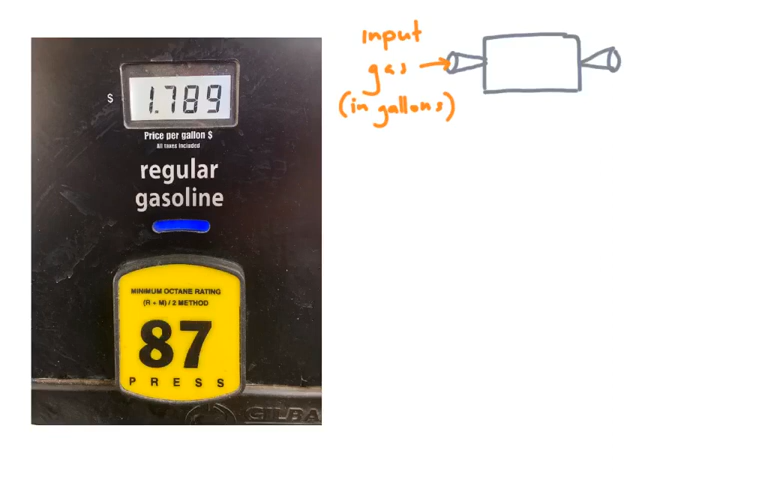 $ 1.789
Price per gallon $
All taxes included
regular
gasoline
MINIMUM OCTANE RATING
(R + M) / 2 METHOD
87
PRESS
input
gas
(in gallons)